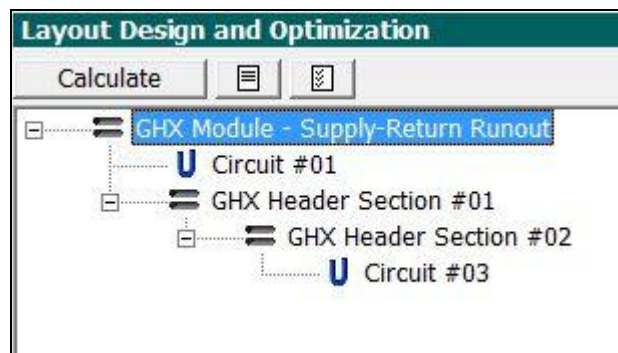 Layout Design and Optimization
Calculate
GHX Module - Supply-Return Runout
Circuit #01
GHX Header Section #01
GHX Header Section #02
Circuit #03